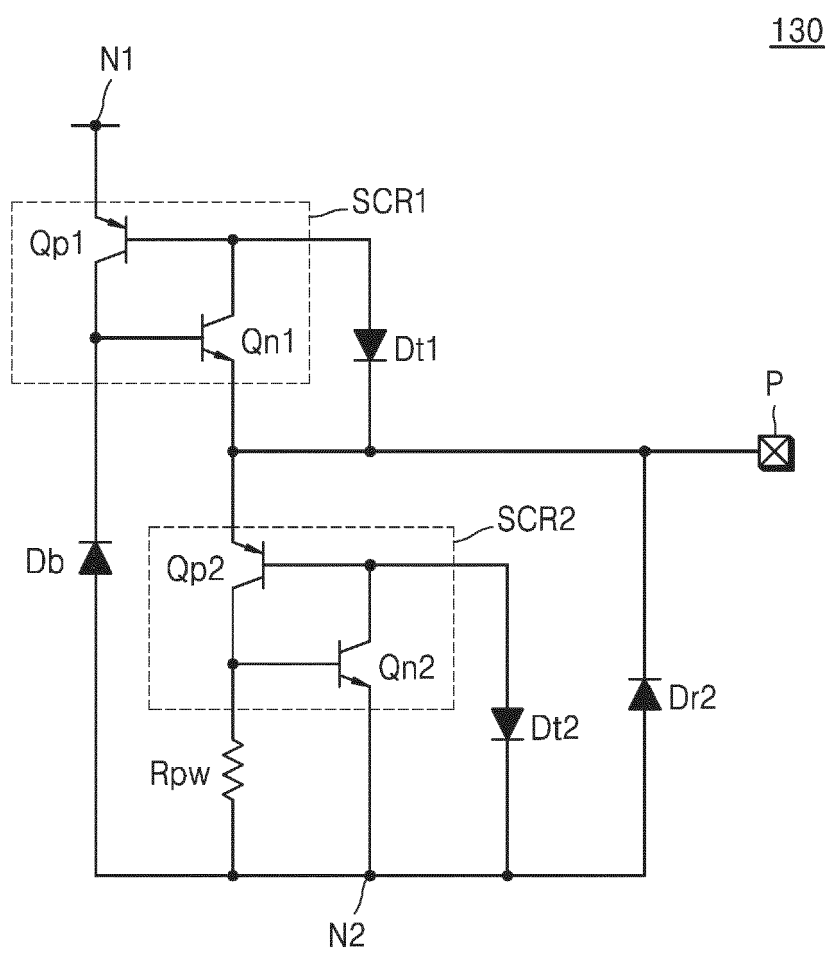 130
N1
SCR1
Qp1
Qn1
Dt1
P
SCR2
Db
Qp2
Qn2
Dr2
Dt2
Rpw
N2